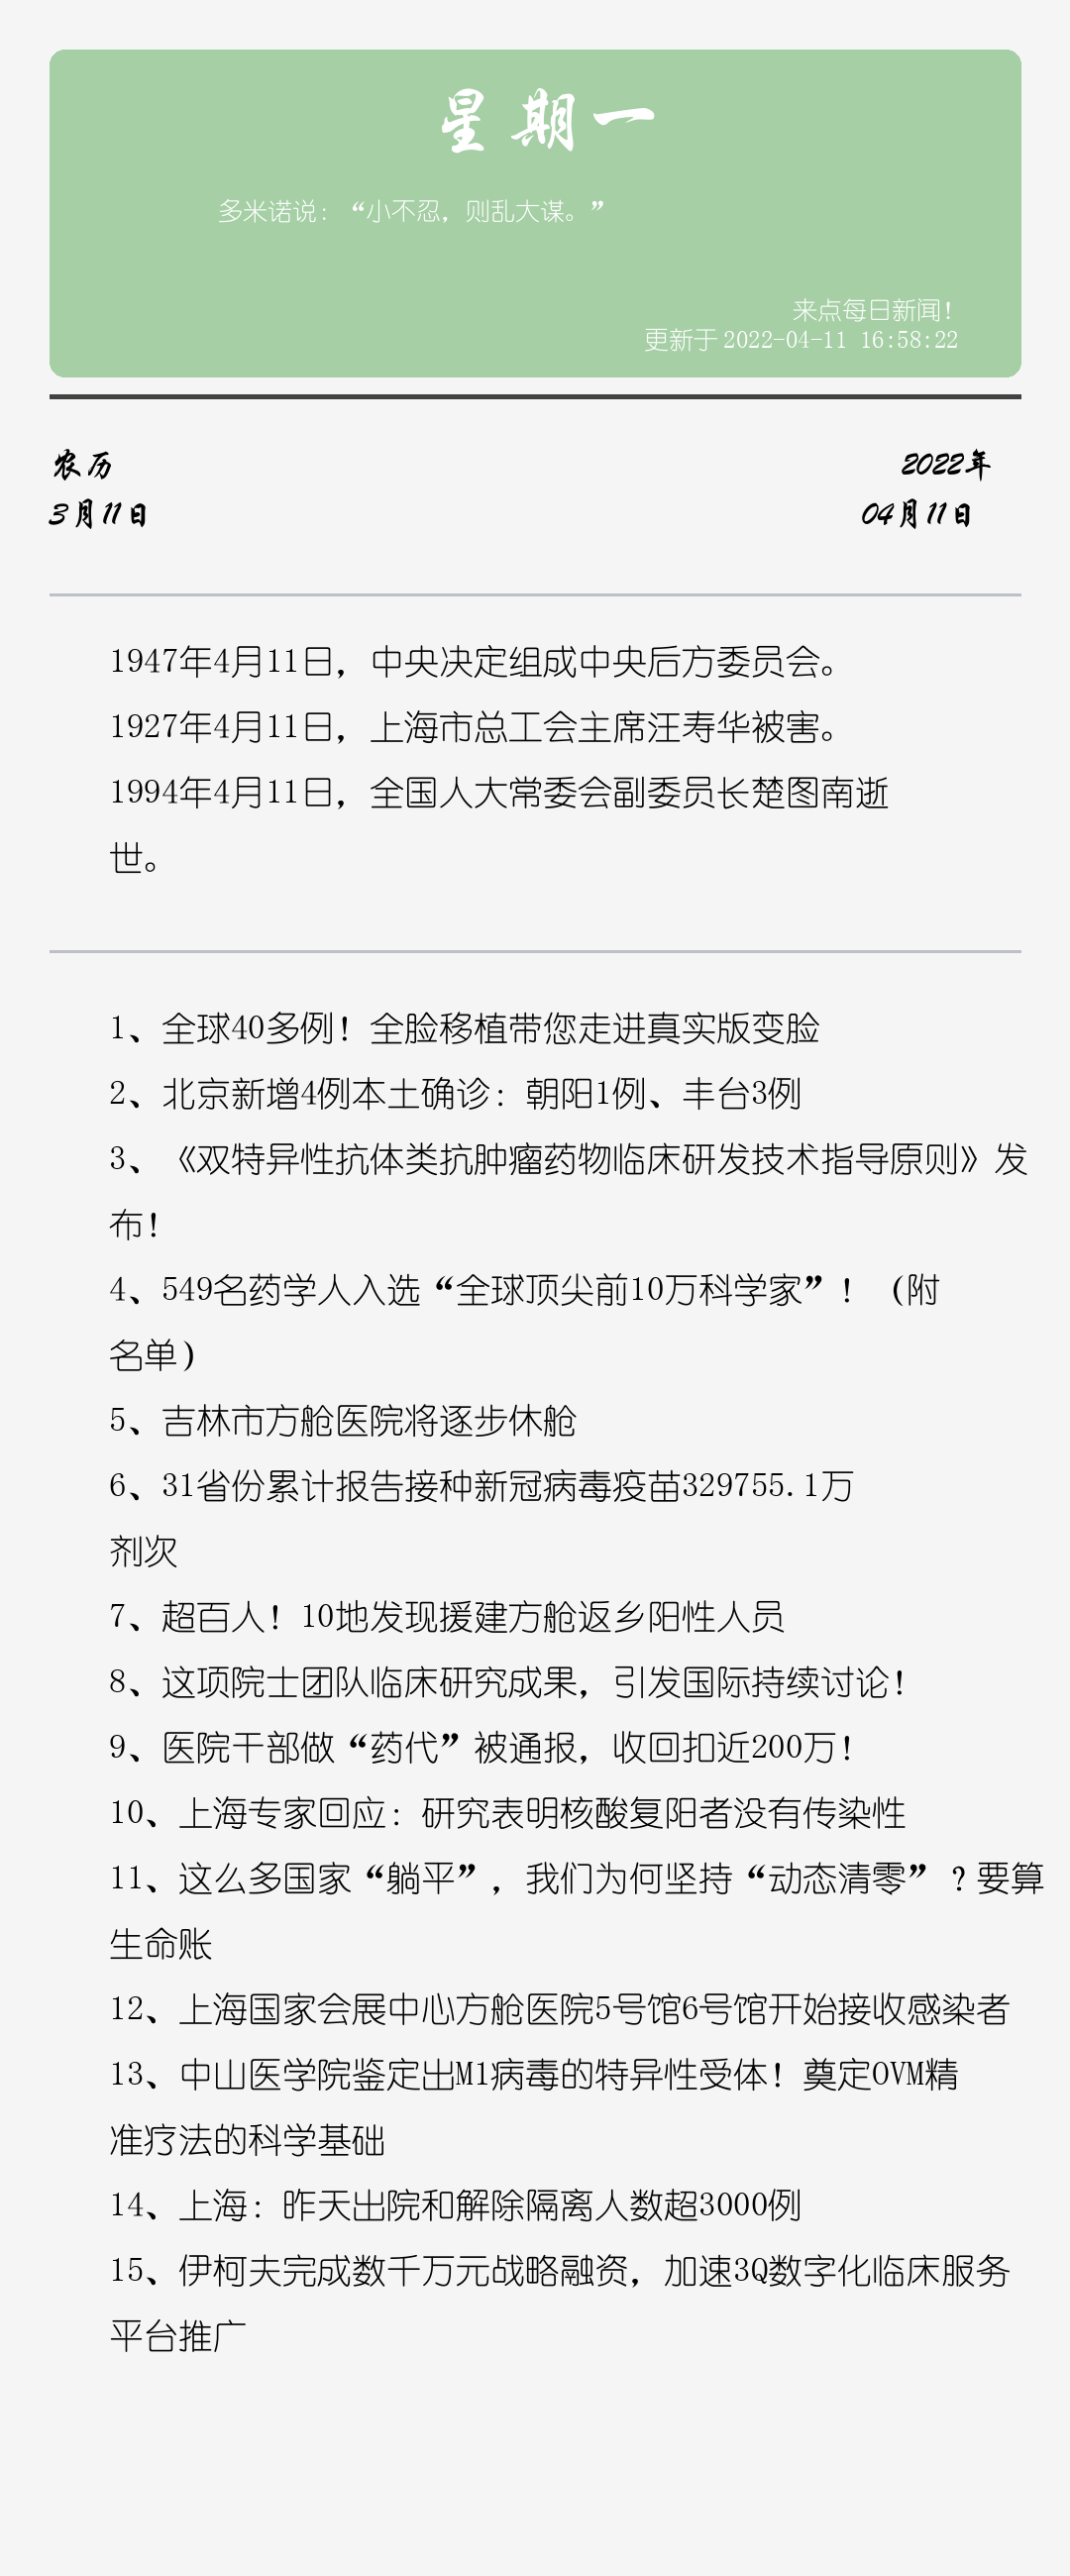 星期一
多米诺说：“小不忍，则乱大谋。”
来点每日新闻！
更新于 2022-04-11 16:58:22
农历
2022年
3月11日
04月11日
1947年4月11日，中央决定组成中央后方委员会。
1927年4月11日，上海市总工会主席汪寿华被害。
1994年4月11日，全国人大常委会副委员长楚图南逝
世。
1、全球40多例！全脸移植带您走进真实版变脸
2、北京新增4例本土确诊：朝阳1例、丰台3例
3、《双特异性抗体类抗肿瘤药物临床研发技术指导原则》发
布！
4、549名药学人入选“全球顶尖前10万科学家”！（附
名单）
5、吉林市方舱医院将逐步休舱
6、31省份累计报告接种新冠病毒疫苗329755.1万
剂次
7、超百人！10地发现援建方舱返乡阳性人员
8、这项院士团队临床研究成果，引发国际持续讨论！
9、医院干部做“药代”被通报，收回扣近200万！
10、上海专家回应：研究表明核酸复阳者没有传染性
11、这么多国家“躺平”，我们为何坚持“动态清零”？要算
生命账
12、上海国家会展中心方舱医院5号馆6号馆开始接收感染者
13、中山医学院鉴定出M1病毒的特异性受体！奠定OVM精
准疗法的科学基础
14、上海：昨天出院和解除隔离人数超3000例
15、伊柯夫完成数千万元战略融资，加速3Q数字化临床服务
平台推广